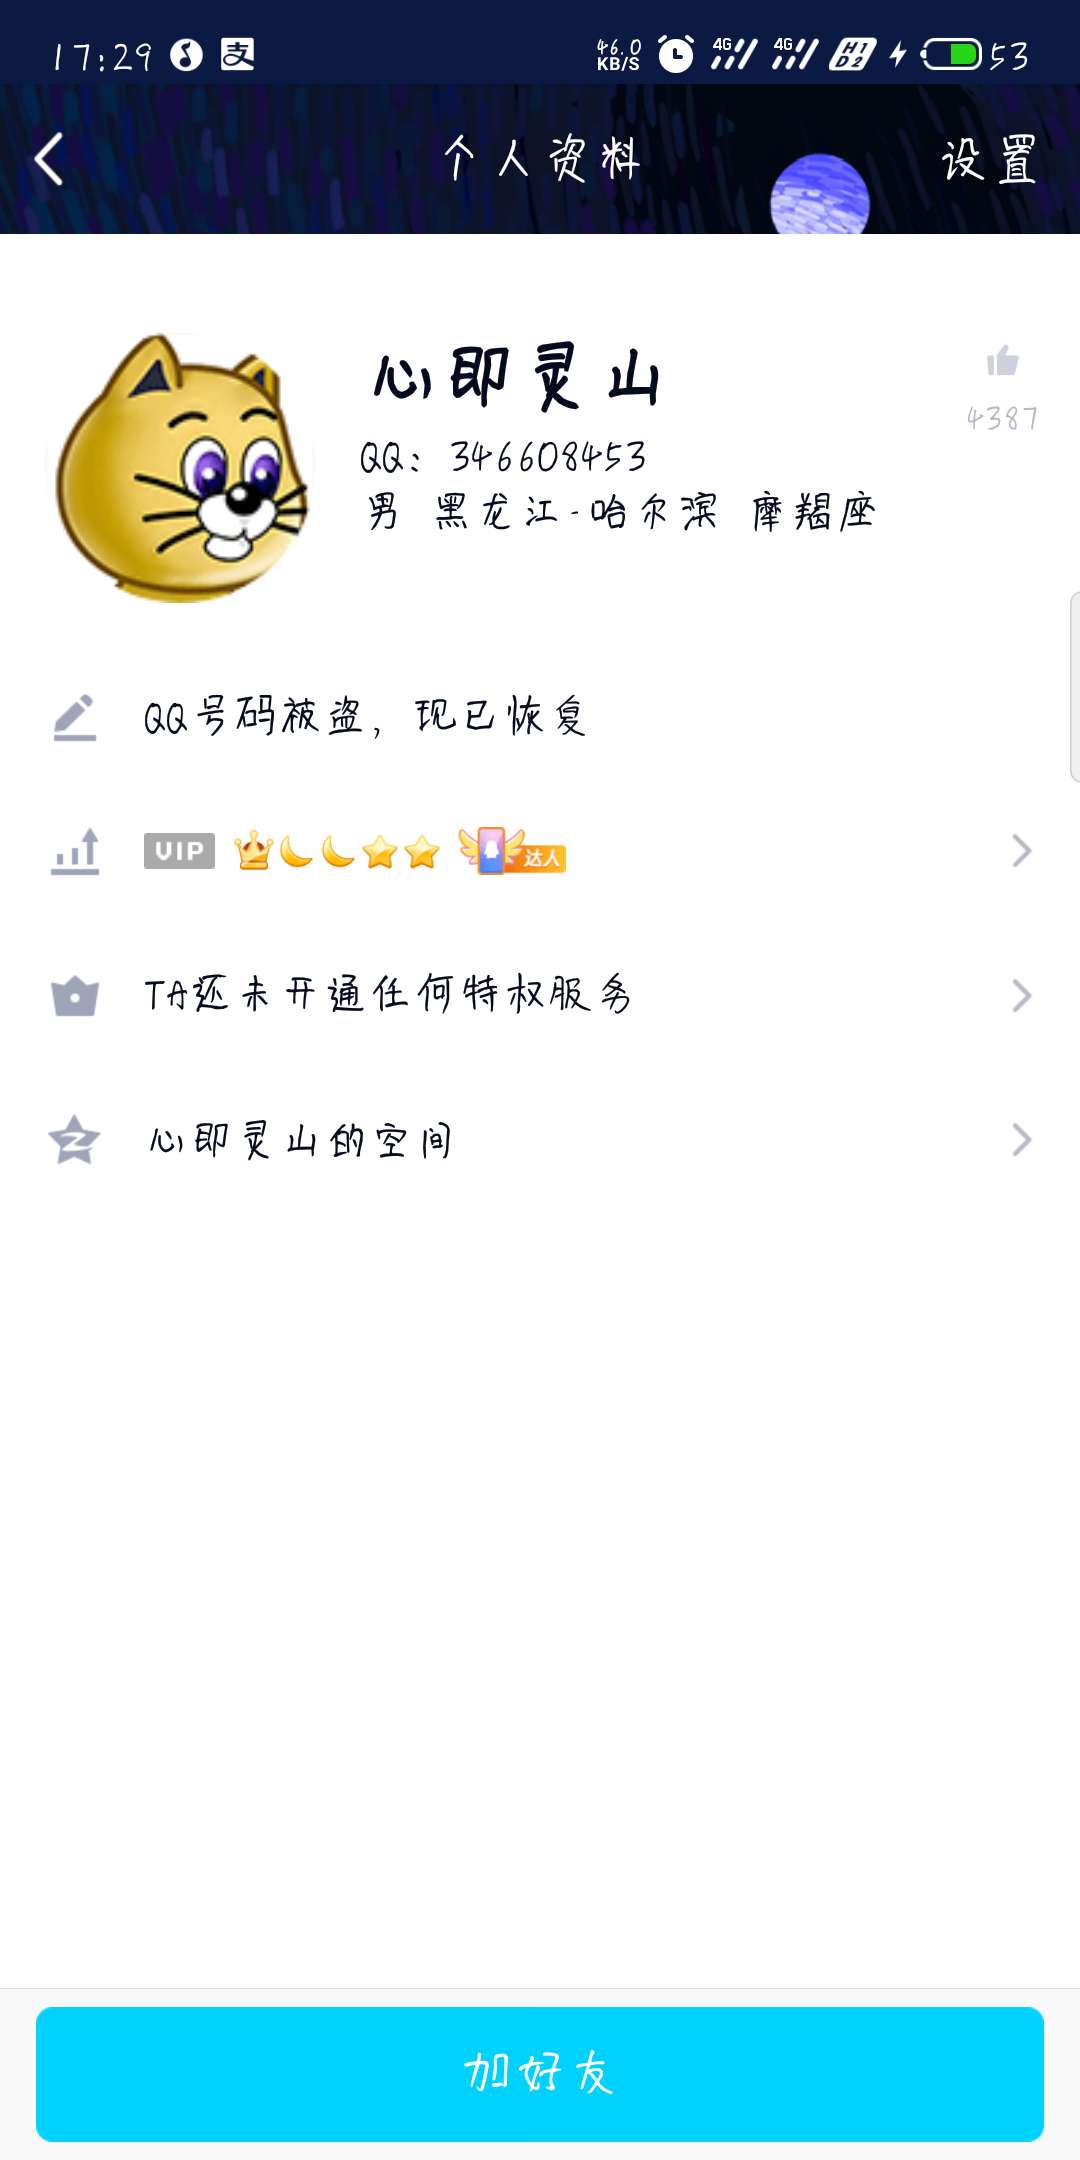 17:29 支 46.0 KB/S 4G 4G HD 1 2 53
个人资料 设置
心即灵山
4387
QQ: 346608453
男 黑龙江-哈尔滨 摩羯座
QQ号码被盗, 现已恢复
VIP 达人
TA还未开通任何特权服务
心即灵山的空间
加好友